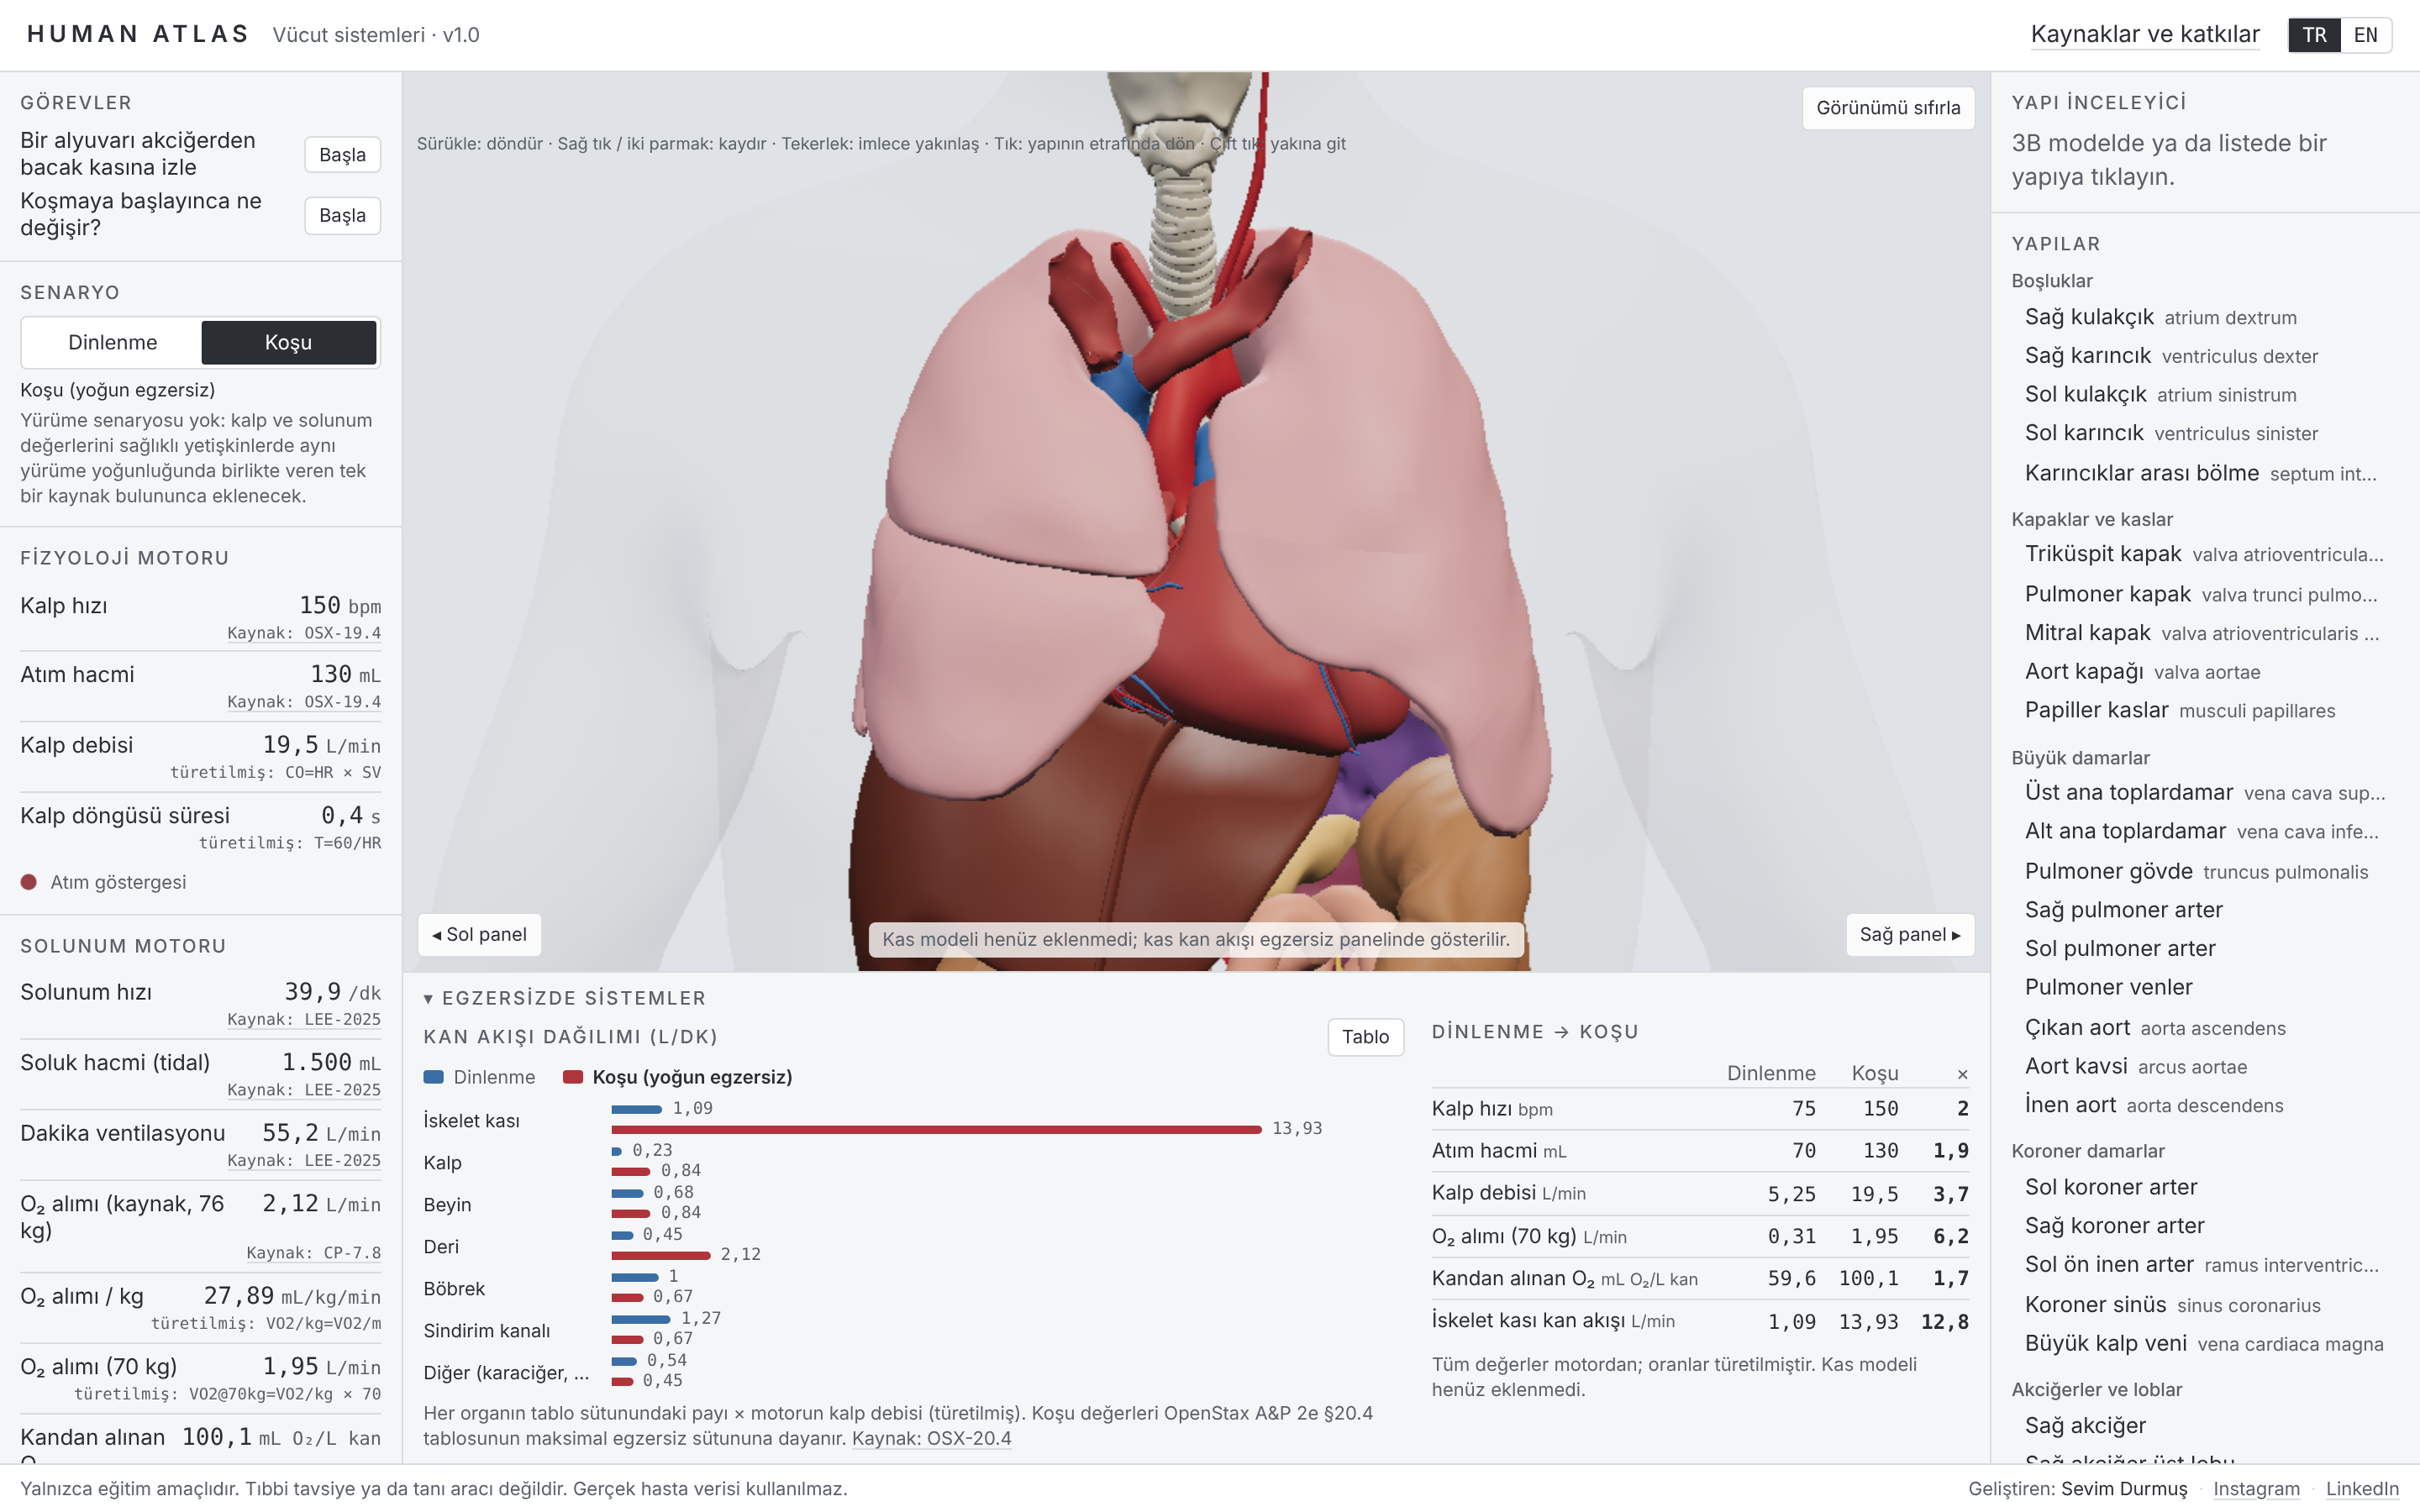 HUMAN ATLAS Vücut sistemleri · v1.0
Kaynaklar ve katkılar TR EN
GÖREVLER
Bir alyuvarı akciğerden
bacak kasına izle
Başla
Koşmaya başlayınca ne
değişir?
Başla
SENARYO
Dinlenme Koşu
Koşu (yoğun egzersiz)
Yürüme senaryosu yok: kalp ve solunum
değerlerini sağlıklı yetişkinlerde aynı
yürüme yoğunluğunda birlikte veren tek
bir kaynak bulununca eklenecek.
FİZYOLOJİ MOTORU
Kalp hızı 150 bpm
Kaynak: OSX-19.4
Atım hacmi 130 mL
Kaynak: OSX-19.4
Kalp debisi 19,5 L/min
türetilmiş: CO=HR × SV
Kalp döngüsü süresi 0,4 s
türetilmiş: T=60/HR
Atım göstergesi
SOLUNUM MOTORU
Solunum hızı 39,9 /dk
Kaynak: LEE-2025
Soluk hacmi (tidal) 1.500 mL
Kaynak: LEE-2025
Dakika ventilasyonu 55,2 L/min
Kaynak: LEE-2025
O₂ alımı (kaynak, 76 2,12 L/min
kg)
Kaynak: CP-7.8
O₂ alımı / kg 27,89 mL/kg/min
türetilmiş: VO2/kg=VO2/m
O₂ alımı (70 kg) 1,95 L/min
türetilmiş: VO2@70kg=VO2/kg × 70
Kandan alınan 100,1 mL O₂/L kan
Sürükle: döndür · Sağ tık / iki parmak: kaydır · Tekerlek: imlece yakınlaş · Tık: yapının etrafında dön · Çift tık: yakına git
Görünümü sıfırla
◂ Sol panel
Kas modeli henüz eklenmedi; kas kan akışı egzersiz panelinde gösterilir.
Sağ panel ▸
▾ EGZERSİZDE SİSTEMLER
KAN AKIŞI DAĞILIMI (L/DK)
Tablo
Dinlenme Koşu (yoğun egzersiz)
İskelet kası 1,09
13,93
Kalp 0,23
0,84
Beyin 0,68
0,84
Deri 0,45
2,12
Böbrek 1
0,67
Sindirim kanalı 1,27
0,67
Diğer (karaciğer, ... 0,54
0,45
Her organın tablo sütunundaki payı × motorun kalp debisi (türetilmiş). Koşu değerleri OpenStax A&P 2e §20.4
tablosunun maksimal egzersiz sütununa dayanır. Kaynak: OSX-20.4
DİNLENME → KOŞU
Dinlenme Koşu ×
Kalp hızı bpm 75 150 2
Atım hacmi mL 70 130 1,9
Kalp debisi L/min 5,25 19,5 3,7
O₂ alımı (70 kg) L/min 0,31 1,95 6,2
Kandan alınan O₂ mL O₂/L kan 59,6 100,1 1,7
İskelet kası kan akışı L/min 1,09 13,93 12,8
Tüm değerler motordan; oranlar türetilmiştir. Kas modeli
henüz eklenmedi.
YAPI İNCELEYİCİ
3B modelde ya da listede bir
yapıya tıklayın.
YAPILAR
Boşluklar
Sağ kulakçık atrium dextrum
Sağ karıncık ventriculus dexter
Sol kulakçık atrium sinistrum
Sol karıncık ventriculus sinister
Karıncıklar arası bölme septum int...
Kapaklar ve kaslar
Triküspit kapak valva atrioventricula...
Pulmoner kapak valva trunci pulmo...
Mitral kapak valva atrioventricularis ...
Aort kapağı valva aortae
Papiller kaslar musculi papillares
Büyük damarlar
Üst ana toplardamar vena cava sup...
Alt ana toplardamar vena cava infe...
Pulmoner gövde truncus pulmonalis
Sağ pulmoner arter
Sol pulmoner arter
Pulmoner venler
Çıkan aort aorta ascendens
Aort kavsi arcus aortae
İnen aort aorta descendens
Koroner damarlar
Sol koroner arter
Sağ koroner arter
Sol ön inen arter ramus interventric...
Koroner sinüs sinus coronarius
Büyük kalp veni vena cardiaca magna
Akciğerler ve loblar
Sağ akciğer
Sağ akciğer üst lobu
Yalnızca eğitim amaçlıdır. Tıbbi tavsiye ya da tanı aracı değildir. Gerçek hasta verisi kullanılmaz.
Geliştiren: Sevim Durmuş · Instagram · LinkedIn